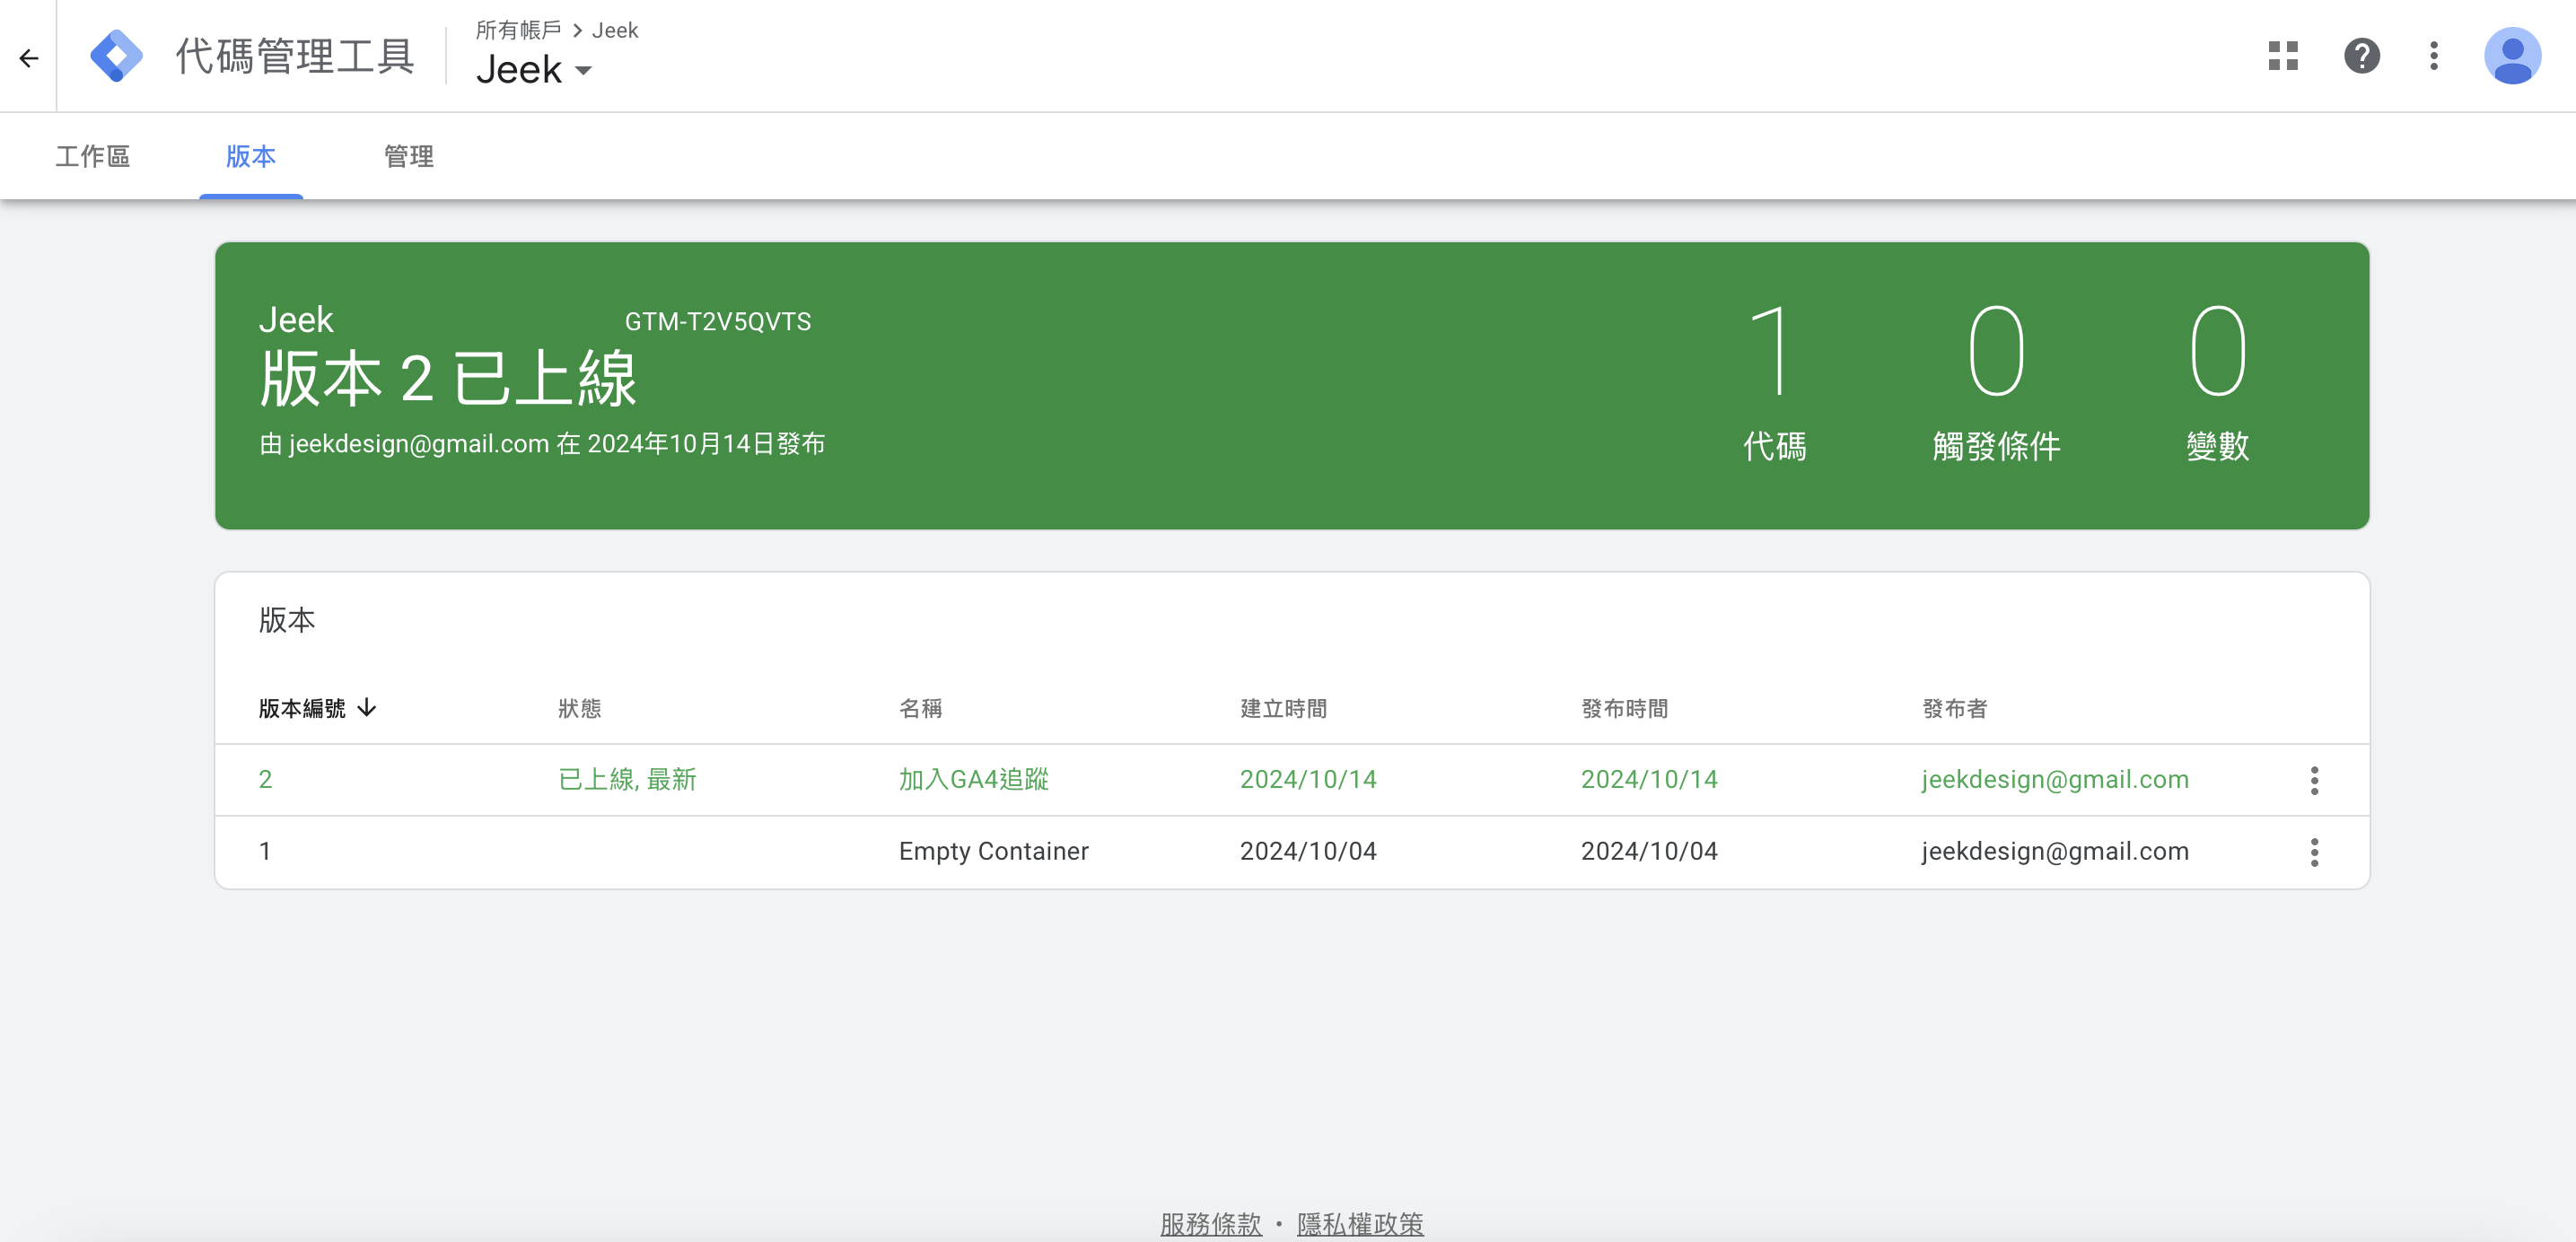 代碼管理工具
所有帳戶 > Jeek
Jeek
工作區 版本 管理
Jeek GTM-T2V5QVTS
版本 2 已上線
由 jeekdesign@gmail.com 在 2024年10月14日發布
1 0 0
代碼 觸發條件 變數
版本
版本編號 狀態 名稱 建立時間 發布時間 發布者
2 已上線, 最新 加入GA4追蹤 2024/10/14 2024/10/14 jeekdesign@gmail.com
1 Empty Container 2024/10/04 2024/10/04 jeekdesign@gmail.com
服務條款 · 隱私權政策